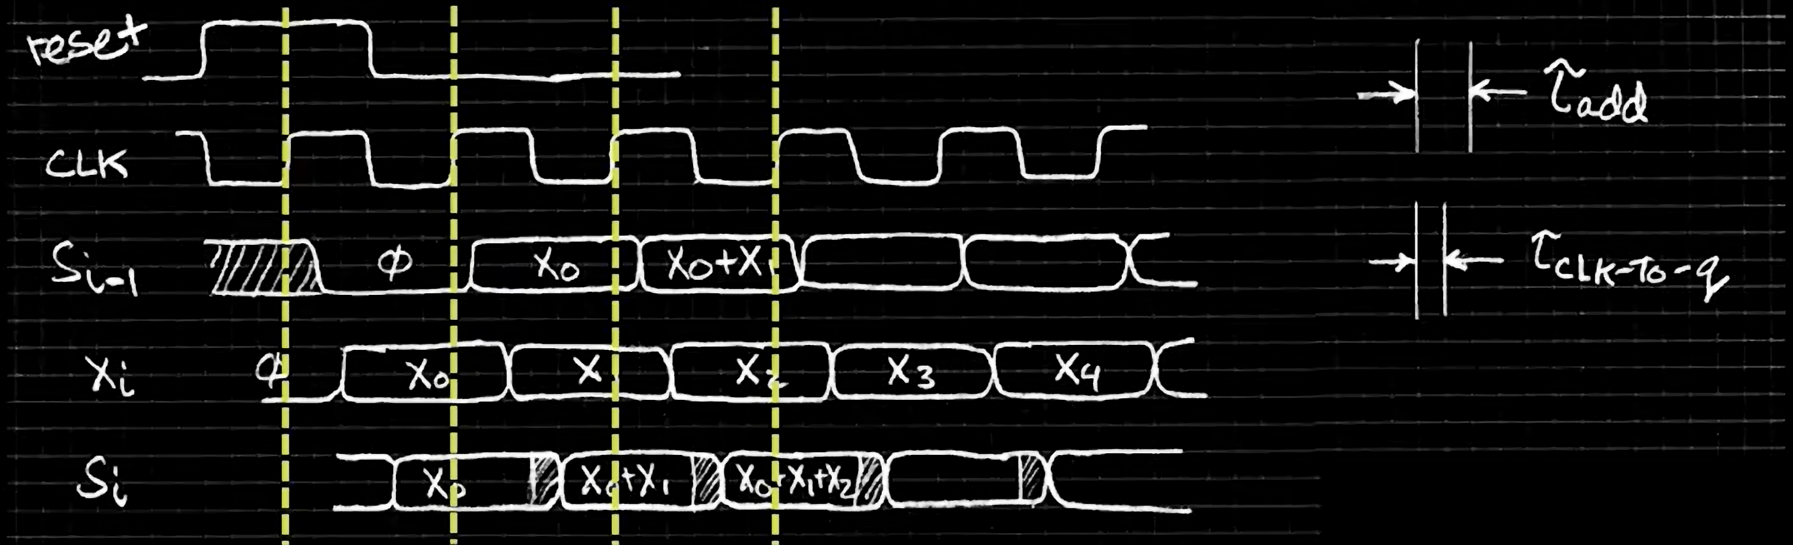 reset
τadd
CLK
Si-1 φ X0 X0+X1
τCLK-To-q
Xi φ X0 X1 X2 X3 X4
Si X0 X0+X1 X0+X1+X2